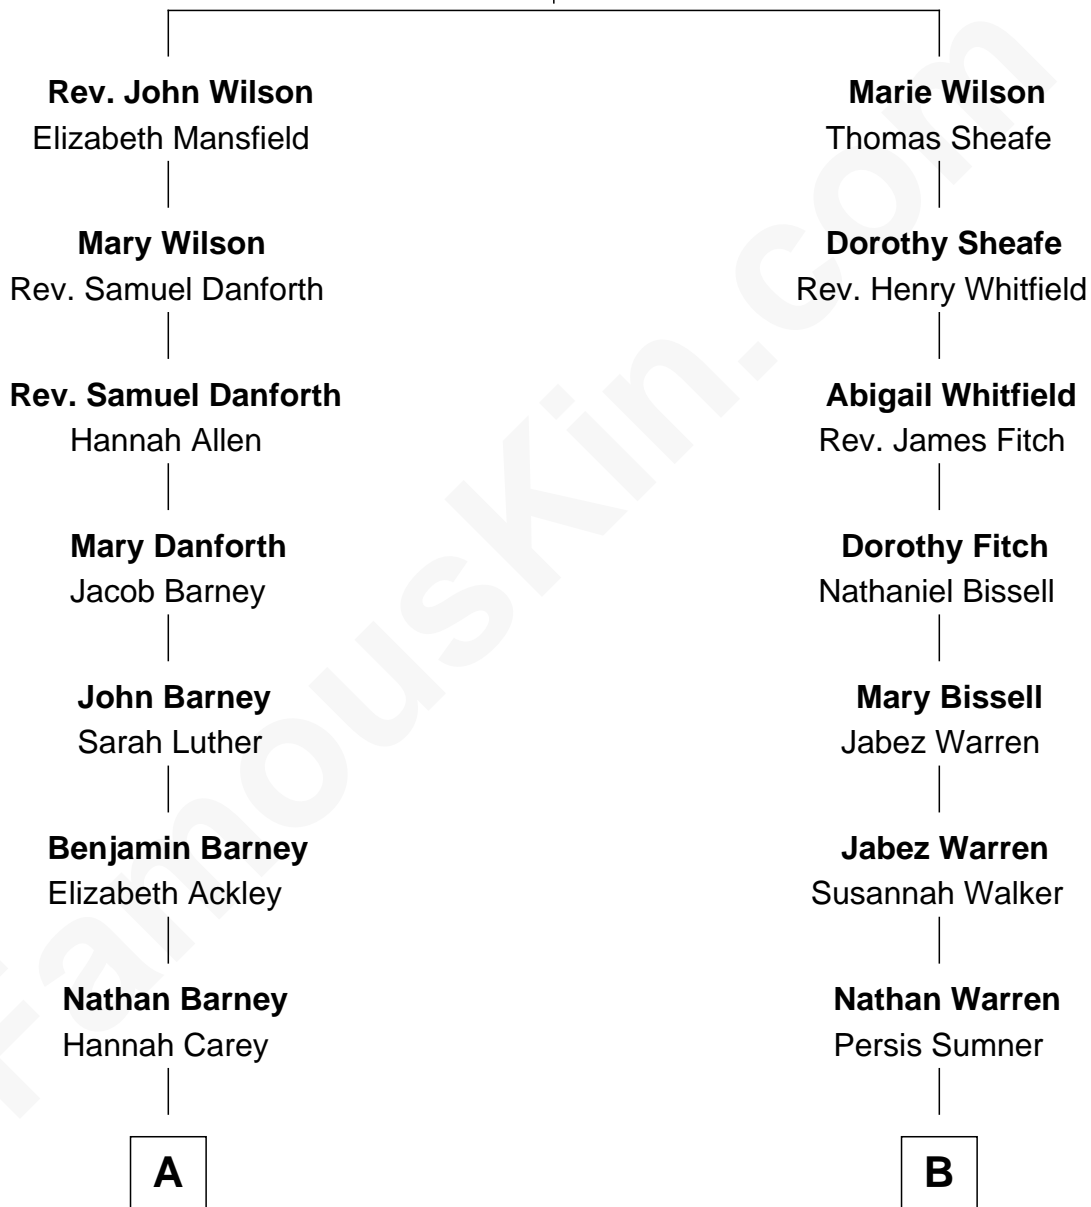 Rev. John Wilson
Elizabeth Mansfield
Mary Wilson
Rev. Samuel Danforth
Rev. Samuel Danforth
Hannah Allen
Mary Danforth
Jacob Barney
John Barney
Sarah Luther
Benjamin Barney
Elizabeth Ackley
Nathan Barney
Hannah Carey
A
Marie Wilson
Thomas Sheafe
Dorothy Sheafe
Rev. Henry Whitfield
Abigail Whitfield
Rev. James Fitch
Dorothy Fitch
Nathaniel Bissell
Mary Bissell
Jabez Warren
Jabez Warren
Susannah Walker
Nathan Warren
Persis Sumner
B
FamousKin.com